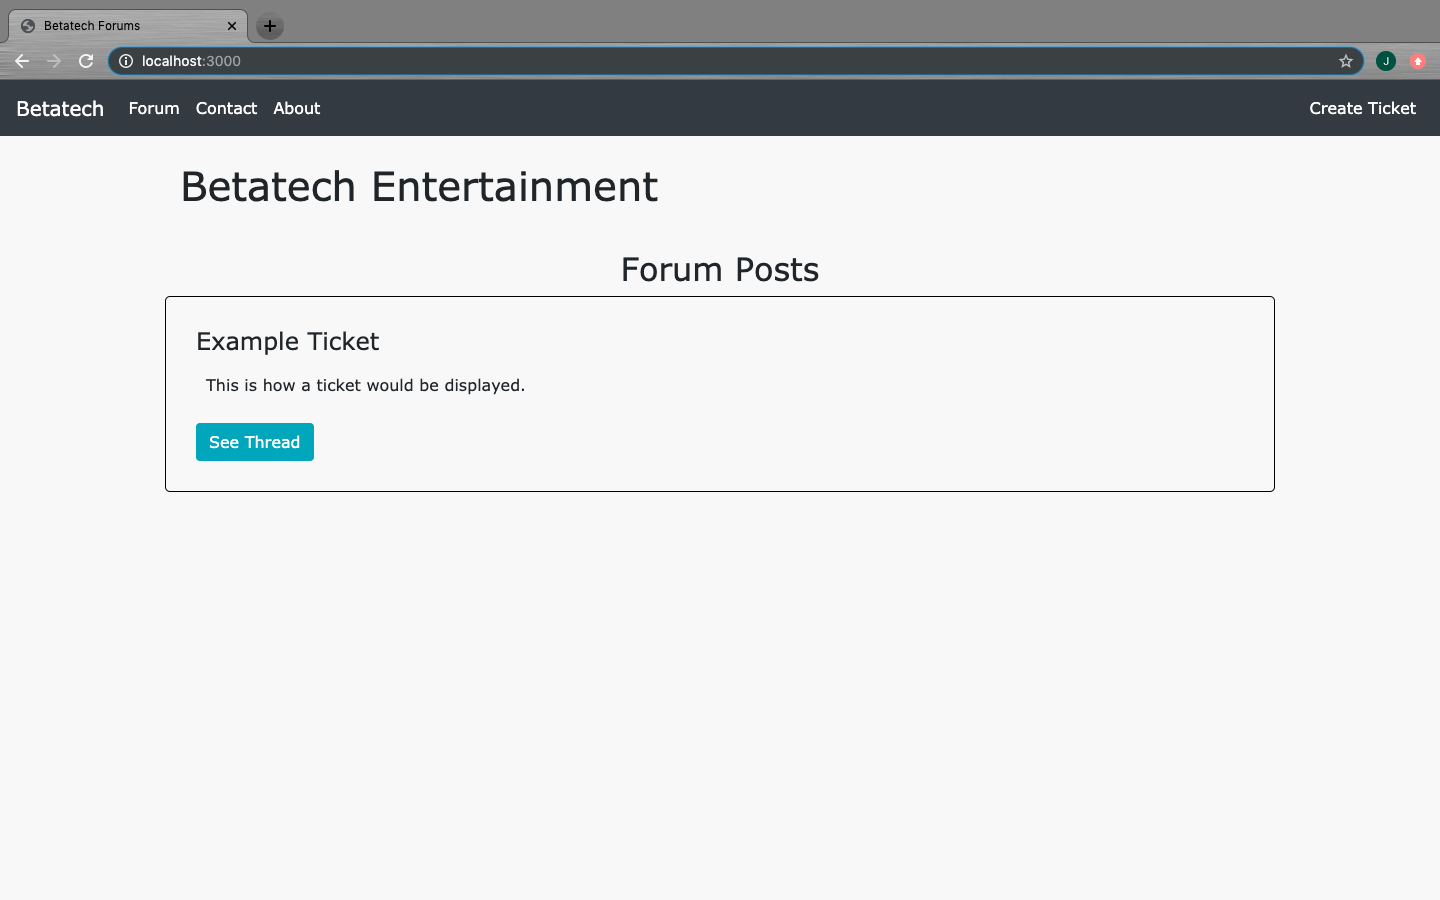 Betatech Forums
localhost:3000
J
Betatech Forum Contact About Create Ticket
Betatech Entertainment
Forum Posts
Example Ticket
This is how a ticket would be displayed.
See Thread